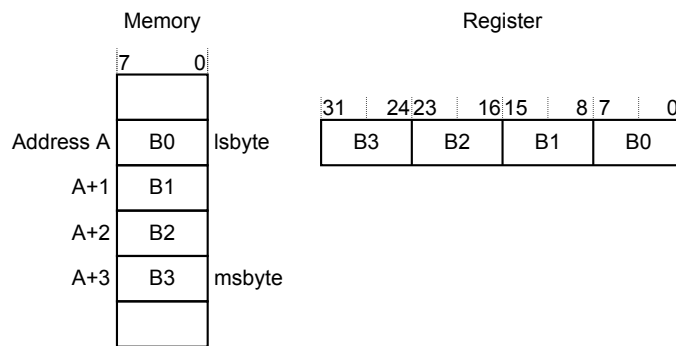 Memory Register
7 0
31 24 23 16 15 8 7 0
Address A B0 lsbyte B3 B2 B1 B0
A+1 B1
A+2 B2
A+3 B3 msbyte